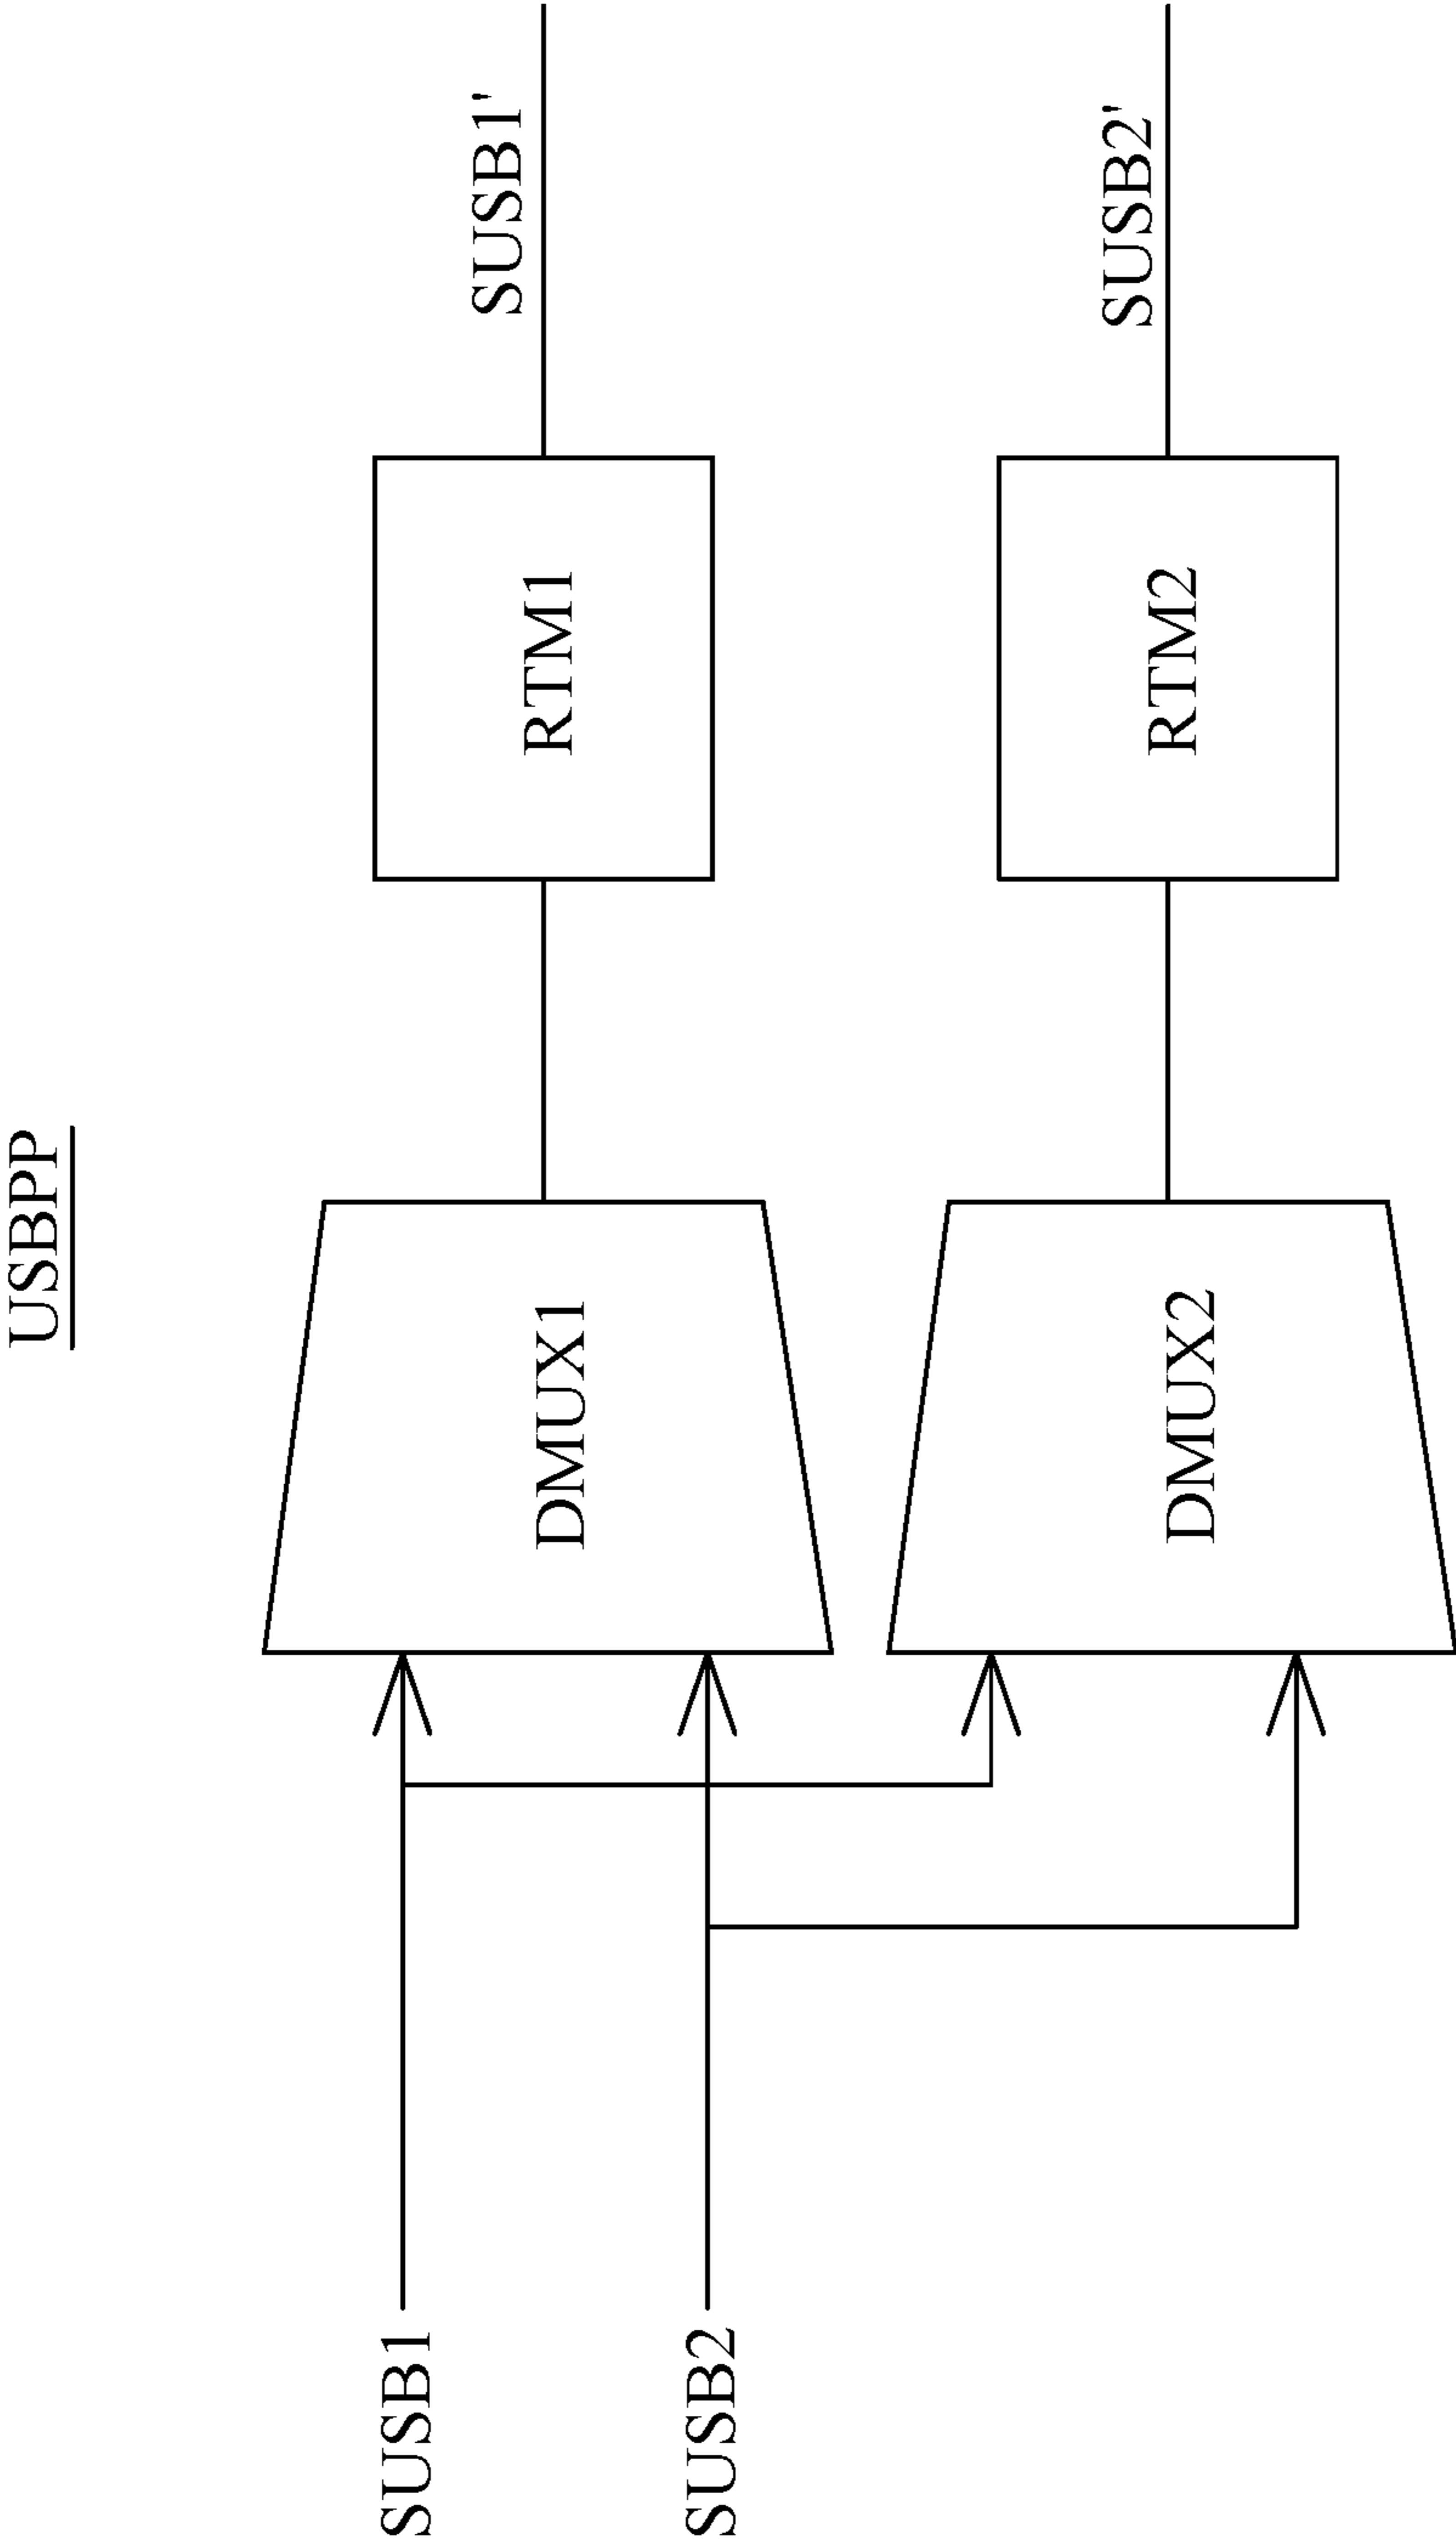 USBPP
SUSB1
SUSB2
DMUX1
DMUX2
RTM1
RTM2
SUSB1'
SUSB2'